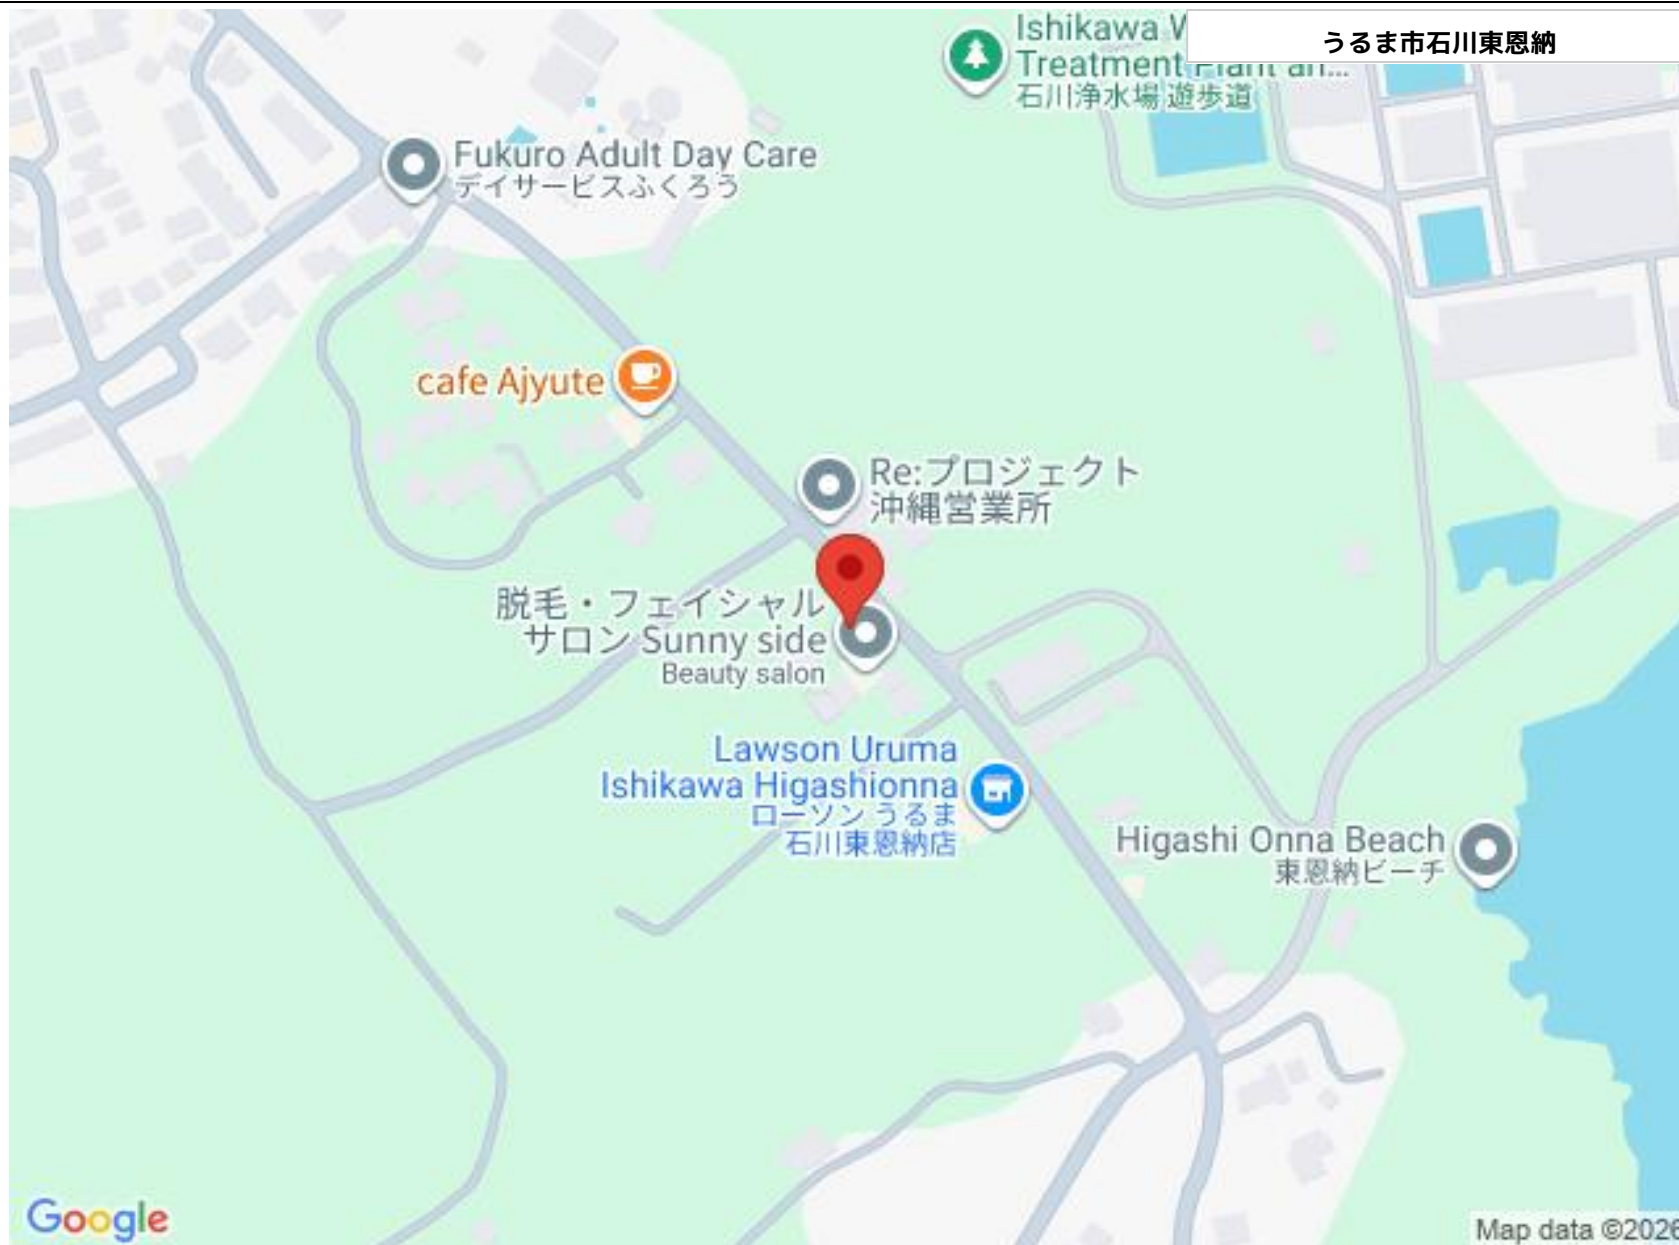 うるま市石川東恩納
Ishikawa W
Treatment Plant an...
石川浄水場 遊歩道
Fukuro Adult Day Care
デイサービスふくろう
cafe Ajyute
Re:プロジェクト
沖縄営業所
脱毛・フェイシャル
サロン Sunny side
Beauty salon
Lawson Uruma
Ishikawa Higashionna
ローソン うるま
石川東恩納店
Higashi Onna Beach
東恩納ビーチ
Google
Map data ©2026